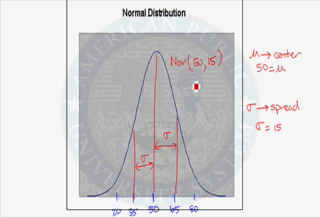 Normal Distribution
Nor(50,15)
μ→center
50=μ
σ→spread
σ=15
σ
σ
20 35 50 65 80